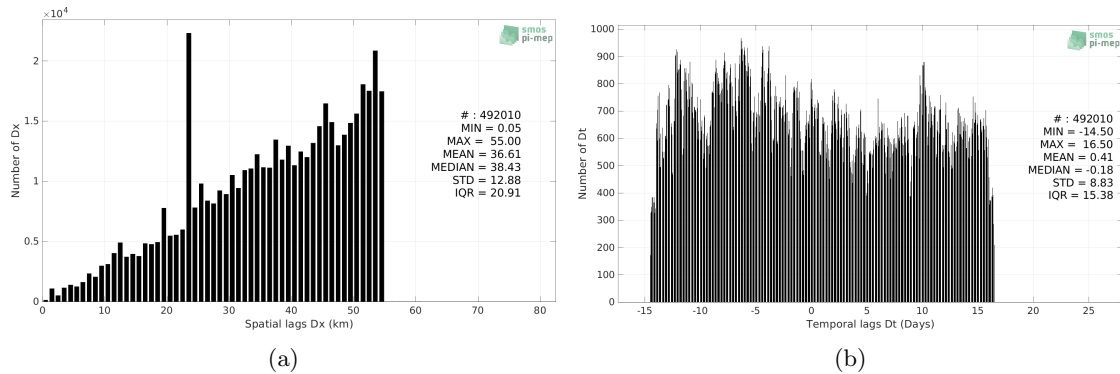 ×10⁴
Number of Dx
2
1.5
1
0.5
0
0 10 20 30 40 50 60 70 80
Spatial lags Dx (km)
smos
pi-mep
# : 492010
MIN = 0.05
MAX = 55.00
MEAN = 36.61
MEDIAN = 38.43
STD = 12.88
IQR = 20.91
(a)
Number of Dt
1000
900
800
700
600
500
400
300
200
100
0
-15 -10 -5 0 5 10 15 20 25
Temporal lags Dt (Days)
smos
pi-mep
# : 492010
MIN = -14.50
MAX = 16.50
MEAN = 0.41
MEDIAN = -0.18
STD = 8.83
IQR = 15.38
(b)